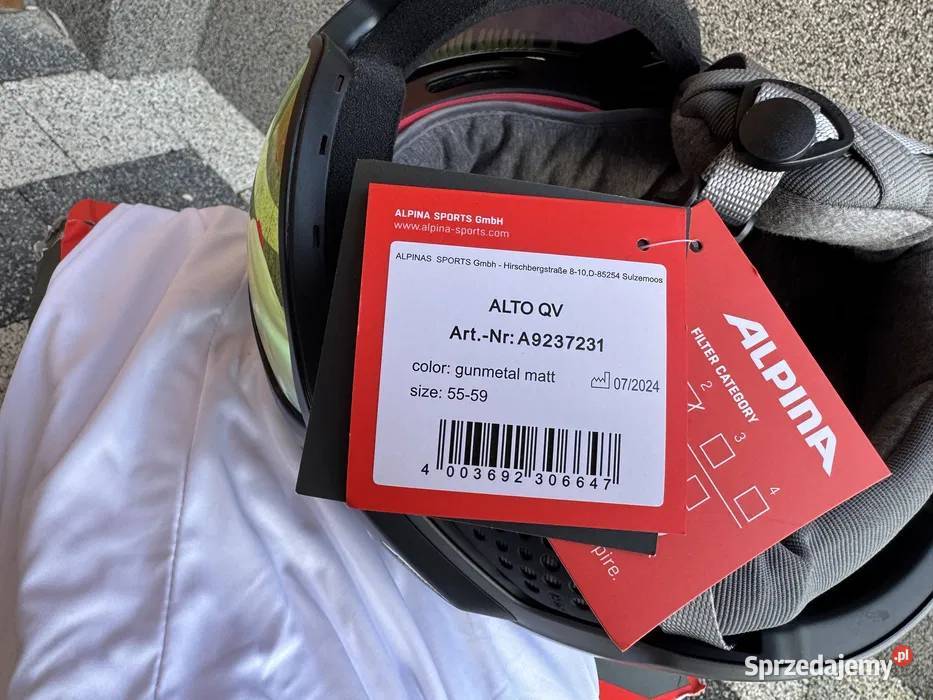 ALPINA SPORTS GmbH
www.alpina-sports.com
ALPINAS SPORTS Gmbh - Hirschbergstraße 8-10,D-85254 Sulzemoos
ALTO QV
Art.-Nr: A9237231
color: gunmetal matt
07/2024
size: 55-59
4 003692 306647
ALPINA
FILTER CATEGORY
2
3
4
pire.
Sprzedajemy.pl